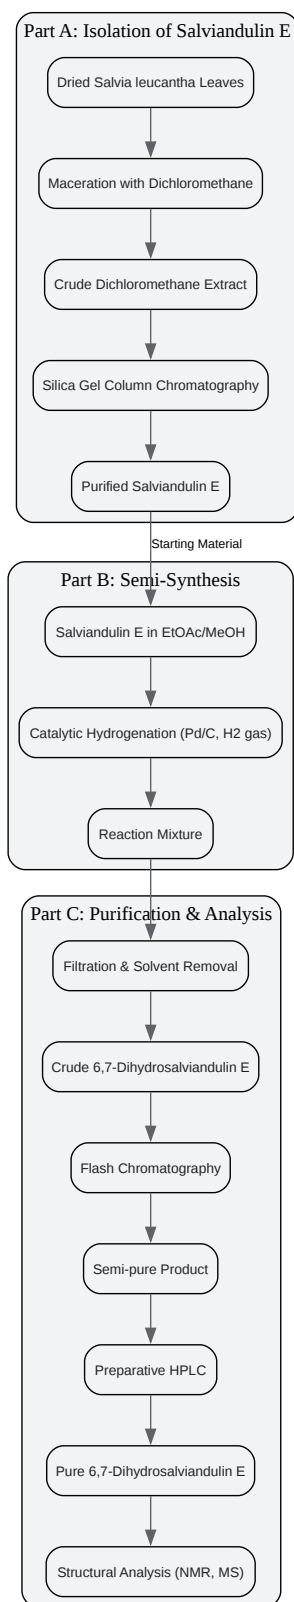 Part A: Isolation of Salviandulin E
Dried Salvia leucantha Leaves
Maceration with Dichloromethane
Crude Dichloromethane Extract
Silica Gel Column Chromatography
Purified Salviandulin E
Starting Material
Part B: Semi-Synthesis
Salviandulin E in EtOAc/MeOH
Catalytic Hydrogenation (Pd/C, H2 gas)
Reaction Mixture
Part C: Purification & Analysis
Filtration & Solvent Removal
Crude 6,7-Dihydrosalviandulin E
Flash Chromatography
Semi-pure Product
Preparative HPLC
Pure 6,7-Dihydrosalviandulin E
Structural Analysis (NMR, MS)